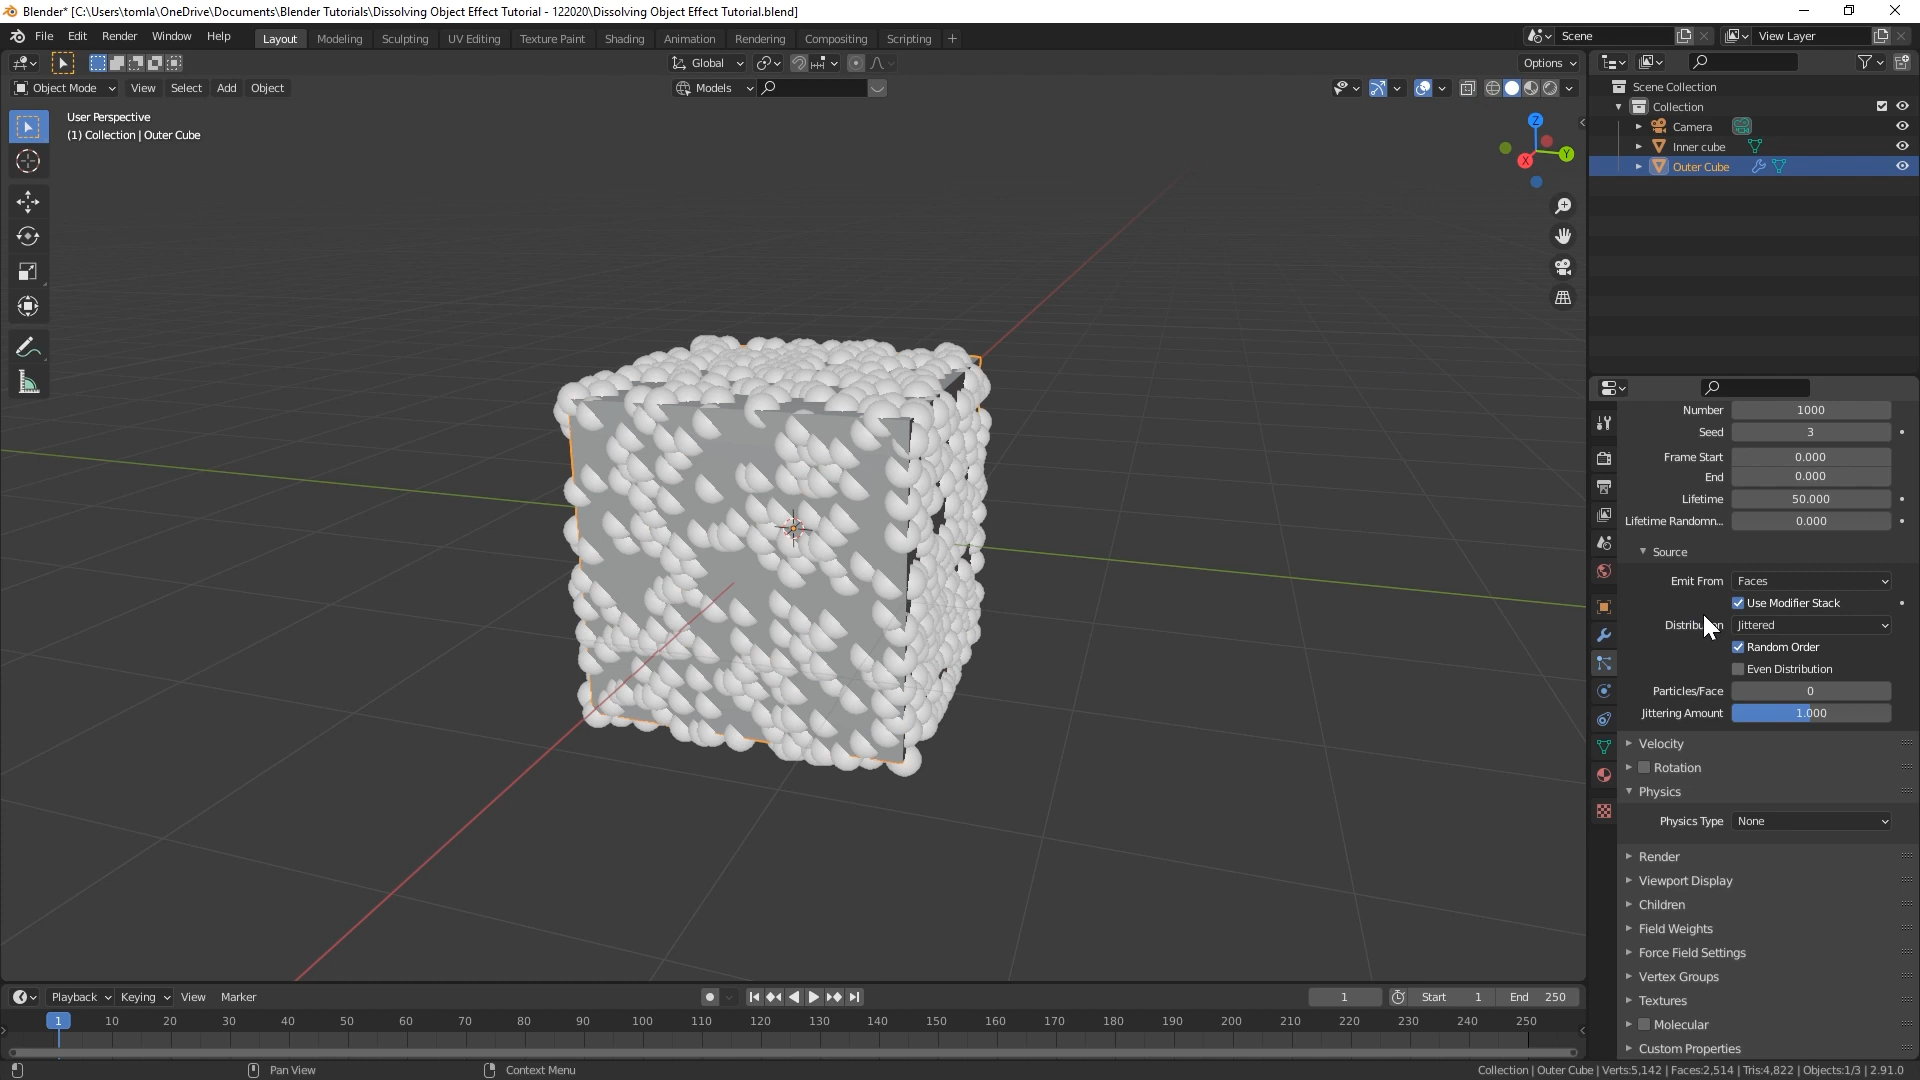 Blender* [C:\Users\tomla\OneDrive\Documents\Blender Tutorials\Dissolving Object Effect Tutorial - 122020\Dissolving Object Effect Tutorial.blend]
File Edit Render Window Help Layout Modeling Sculpting UV Editing Texture Paint Shading Animation Rendering Compositing Scripting + Scene View Layer
Global Options
Object Mode View Select Add Object Models
User Perspective
(1) Collection | Outer Cube
Z
Y
X
Scene Collection
Collection
Camera
Inner cube
Outer Cube
Number 1000
Seed 3
Frame Start 0.000
End 0.000
Lifetime 50.000
Lifetime Randomn... 0.000
Source
Emit From Faces
Use Modifier Stack
Jittered
Random Order
Even Distribution
Particles/Face 0
Jittering Amount 1.000
Velocity
Rotation
Physics
Physics Type None
Render
Viewport Display
Children
Field Weights
Force Field Settings
Vertex Groups
Textures
Molecular
Custom Properties
Playback Keying View Marker 1 Start 1 End 250
1 10 20 30 40 50 60 70 80 90 100 110 120 130 140 150 160 170 180 190 200 210 220 230 240 250
Pan View Context Menu Collection | Outer Cube | Verts:5,142 | Faces:2,514 | Tris:4,822 | Objects:1/3 | 2.91.0